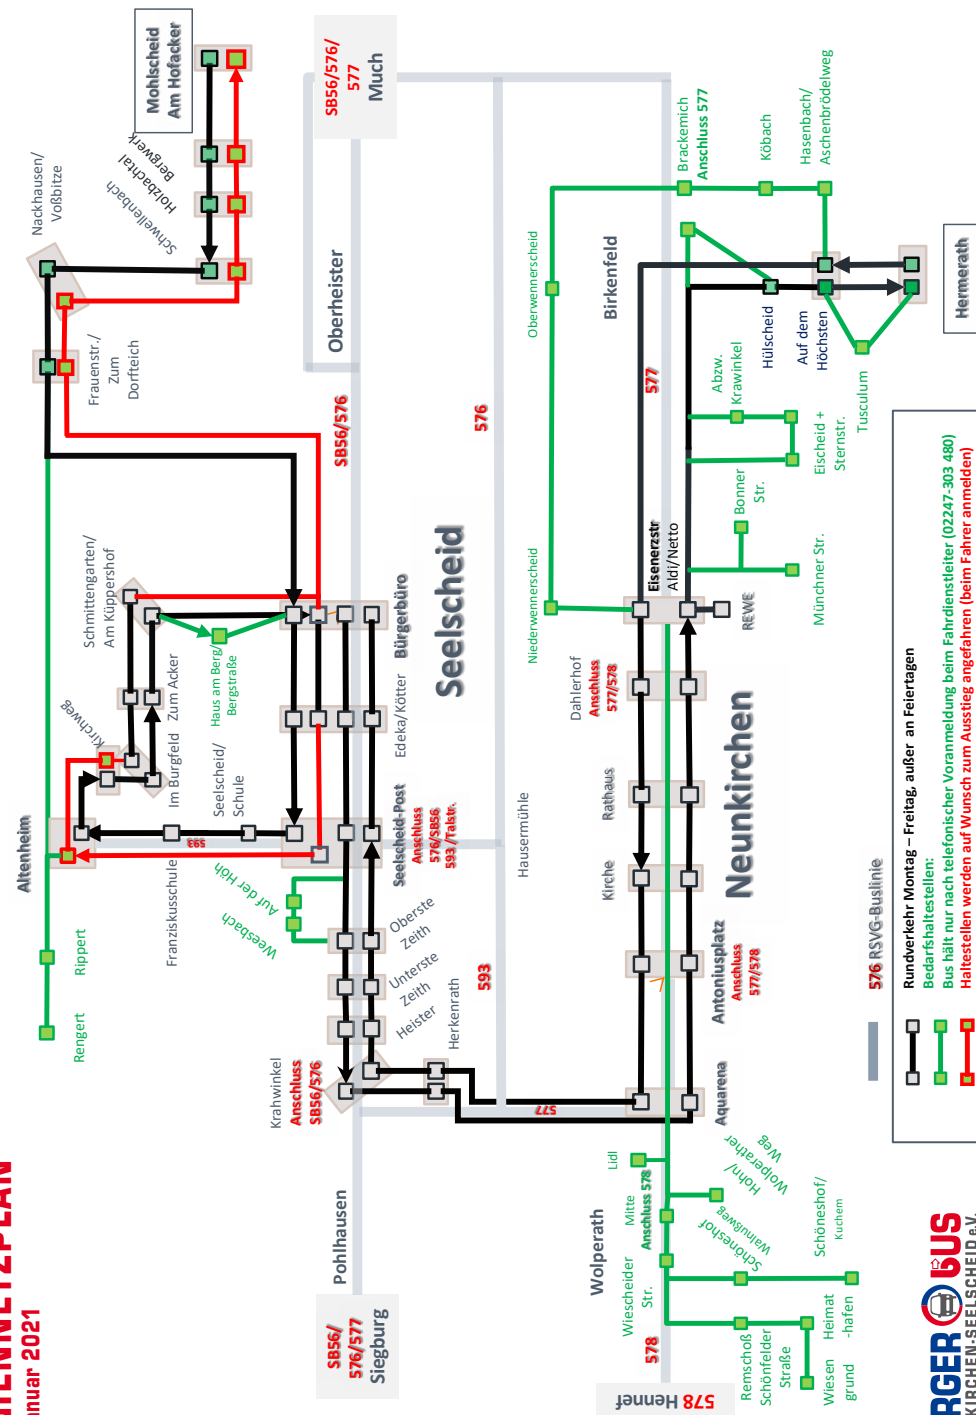 HENNETZPLAN
anuar 2021
Mohlscheid
Am Hofacker
Bergwerk
Holzbachtal
Schwellenbach
Nackhausen/
Voßbitze
Frauenstr./
Zum
Dorfteich
SB56/576/
577
Much
Oberheister
SB56/576
576
Schmittengarten/
Am Küppershof
Kirchweg
Zum Acker
Im Burgfeld
Haus am Berg/
Bergstraße
Seelscheid/
Schule
Bürgerbüro
Edeka/Kötter
Seelscheid
Altenheim
593
Franziskusschule
Seelscheid-Post
Anschluss
576/SB56
593 /Talstr.
Rippert
Rengert
Auf der Höh
Weesbach
Oberste
Zeith
Unterste
Zeith
Heister
Herkenrath
Krahwinkel
Anschluss
SB56/576
593
577
Hausermühle
Pohlhausen
SB56/
576/577
Siegburg
Brackemich
Anschluss 577
Köbach
Hasenbach/
Aschenbrödelweg
Oberwennerscheid
Niederwennerscheid
Birkenfeld
577
Hülscheid
Auf dem
Höchsten
Hermerath
Tusculum
Abzw.
Krawinkel
Eischeid +
Sternstr.
Bonner
Str.
Münchner Str.
Eisenerzstr
Aldi/Netto
REWE
Dahlerhof
Anschluss
577/578
Rathaus
Kirche
Neunkirchen
Antoniusplatz
Anschluss
577/578
Aquarena
Lidl
Mitte
Anschluss 578
Wolperath
Hohn/
Wolperather
Weg
Walnußweg
Schöneshof
Schöneshof/
Kuchem
Wiescheider
Str.
578
Heimat
-hafen
Remschoß
Schönfelder
Straße
Wiesen
grund
578 Hennef
576 RSVG-Buslinie
Rundverkehr Montag – Freitag, außer an Feiertagen
Bedarfshaltestellen:
Bus hält nur nach telefonischer Voranmeldung beim Fahrdienstleiter (02247-303 480)
Haltestellen werden auf Wunsch zum Ausstieg angefahren (beim Fahrer anmelden)
RGER BUS
KIRCHEN-SEELSCHEID e.V.